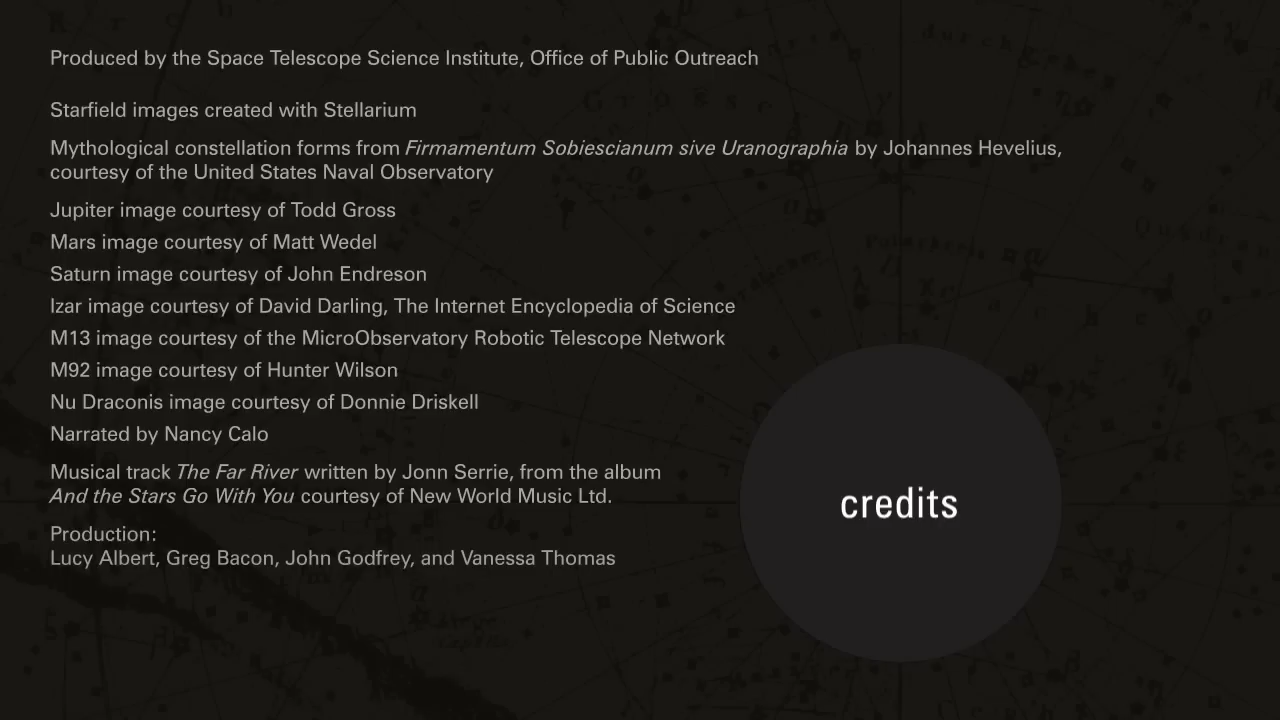 Produced by the Space Telescope Science Institute, Office of Public Outreach
Starfield images created with Stellarium
Mythological constellation forms from Firmamentum Sobiescianum sive Uranographia by Johannes Hevelius,
courtesy of the United States Naval Observatory
Jupiter image courtesy of Todd Gross
Mars image courtesy of Matt Wedel
Saturn image courtesy of John Endreson
Izar image courtesy of David Darling, The Internet Encyclopedia of Science
M13 image courtesy of the MicroObservatory Robotic Telescope Network
M92 image courtesy of Hunter Wilson
Nu Draconis image courtesy of Donnie Driskell
Narrated by Nancy Calo
Musical track The Far River written by Jonn Serrie, from the album
And the Stars Go With You courtesy of New World Music Ltd.
Production:
Lucy Albert, Greg Bacon, John Godfrey, and Vanessa Thomas
credits